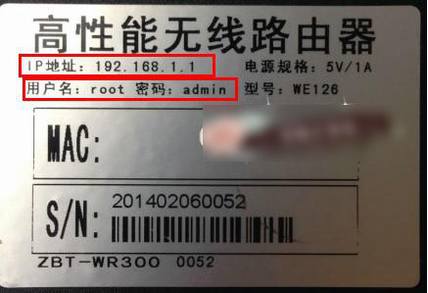 高性能无线路由器
IP地址：192.168.1.1 电源规格：5V/1A
用户名：root 密码：admin 型号：WE126
MAC:
S/N: 201402060052
ZBT-WR300 0052